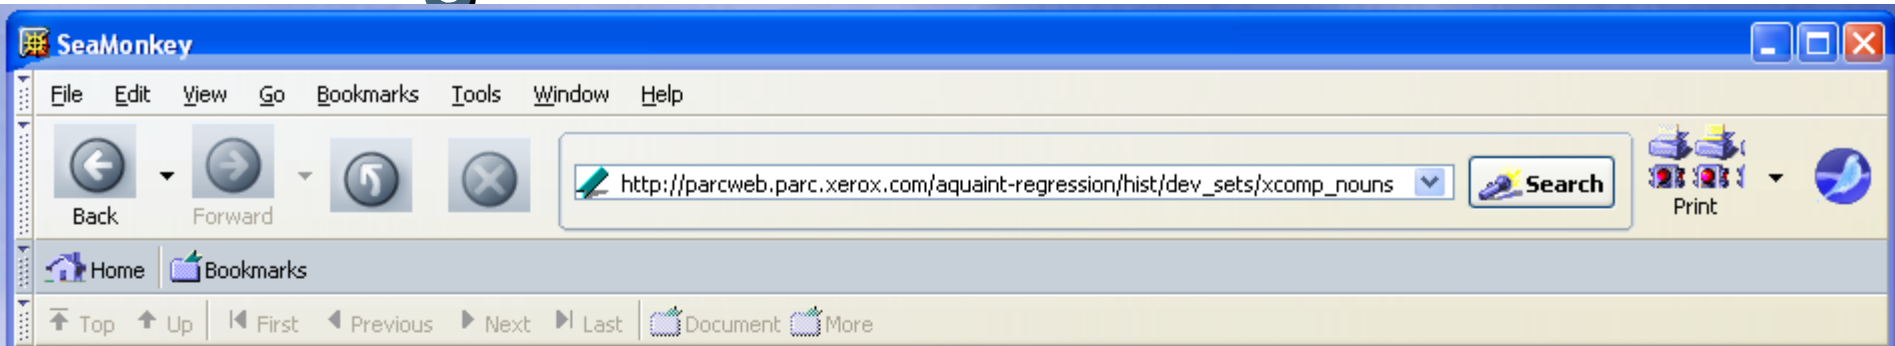 SeaMonkey
File Edit View Go Bookmarks Tools Window Help
http://parcweb.parc.xerox.com/aquaint-regression/hist/dev_sets/xcomp_nouns Search
Back Forward Print
Home Bookmarks
Top Up First Previous Next Last Document More